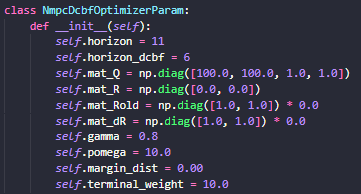 class NmpcDcbfOptimizerParam:
    def __init__(self):
        self.horizon = 11
        self.horizon_dcbf = 6
        self.mat_Q = np.diag([100.0, 100.0, 1.0, 1.0])
        self.mat_R = np.diag([0.0, 0.0])
        self.mat_Rold = np.diag([1.0, 1.0]) * 0.0
        self.mat_dR = np.diag([1.0, 1.0]) * 0.0
        self.gamma = 0.8
        self.pomega = 10.0
        self.margin_dist = 0.00
        self.terminal_weight = 10.0